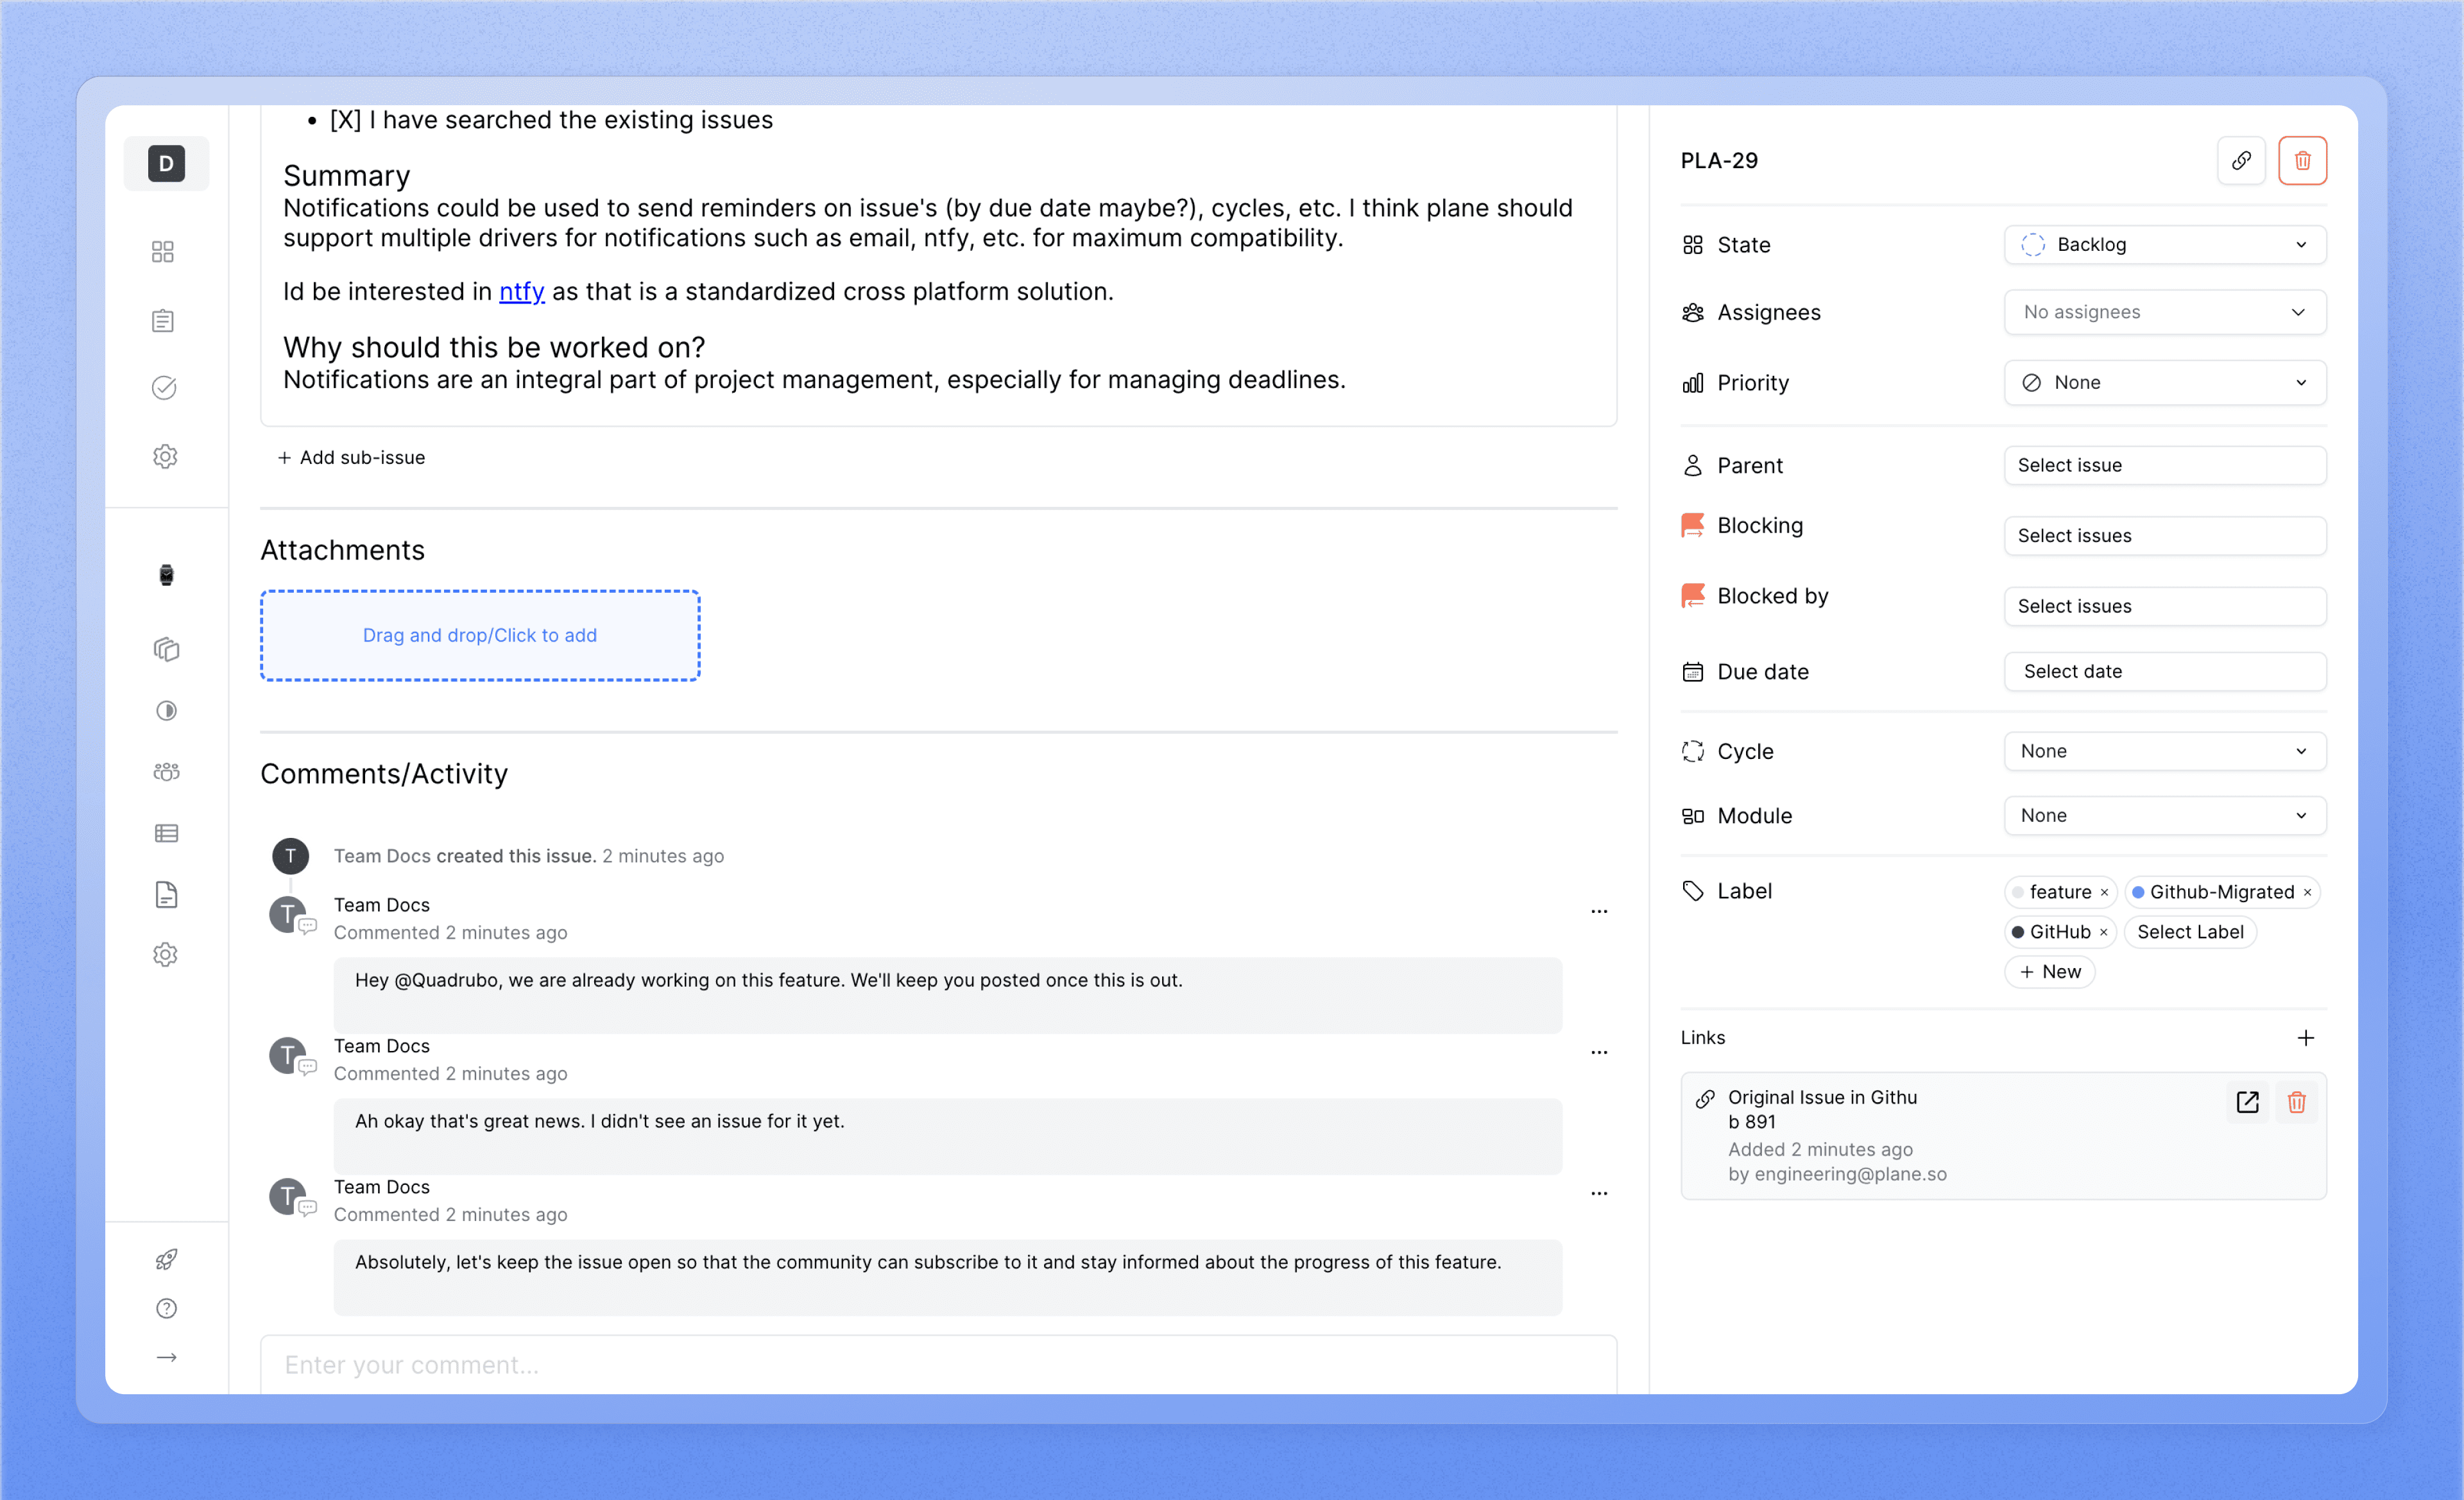 D
• [X] I have searched the existing issues
Summary
Notifications could be used to send reminders on issue's (by due date maybe?), cycles, etc. I think plane should
support multiple drivers for notifications such as email, ntfy, etc. for maximum compatibility.
Id be interested in ntfy as that is a standardized cross platform solution.
Why should this be worked on?
Notifications are an integral part of project management, especially for managing deadlines.
+ Add sub-issue
Attachments
Drag and drop/Click to add
Comments/Activity
T
Team Docs created this issue. 2 minutes ago
T
Team Docs
...
Commented 2 minutes ago
Hey @Quadrubo, we are already working on this feature. We'll keep you posted once this is out.
T
Team Docs
...
Commented 2 minutes ago
Ah okay that's great news. I didn't see an issue for it yet.
T
Team Docs
...
Commented 2 minutes ago
Absolutely, let's keep the issue open so that the community can subscribe to it and stay informed about the progress of this feature.
Enter your comment...
PLA-29
State
Backlog
Assignees
No assignees
Priority
None
Parent
Select issue
Blocking
Select issues
Blocked by
Select issues
Due date
Select date
Cycle
None
Module
None
Label
feature ×
Github-Migrated ×
GitHub ×
Select Label
+ New
Links
+
Original Issue in Githu
b 891
Added 2 minutes ago
by engineering@plane.so